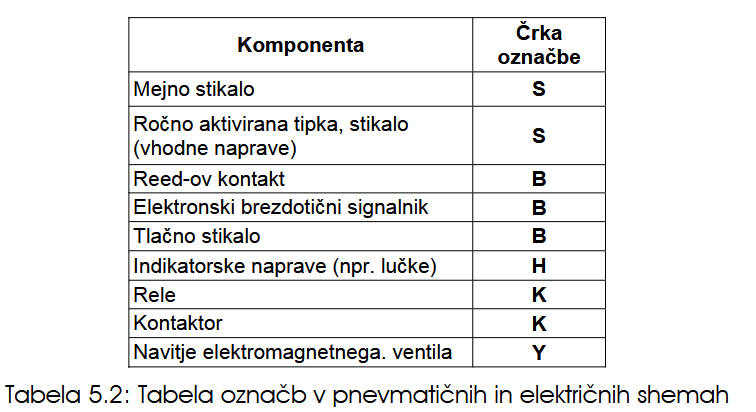 Komponenta
Črka
označbe
Mejno stikalo
S
Ročno aktivirana tipka, stikalo
(vhodne naprave)
S
Reed-ov kontakt
B
Elektronski brezdotični signalnik
B
Tlačno stikalo
B
Indikatorske naprave (npr. lučke)
H
Rele
K
Kontaktor
K
Navitje elektromagnetnega. ventila
Y
Tabela 5.2: Tabela označb v pnevmatičnih in električnih shemah